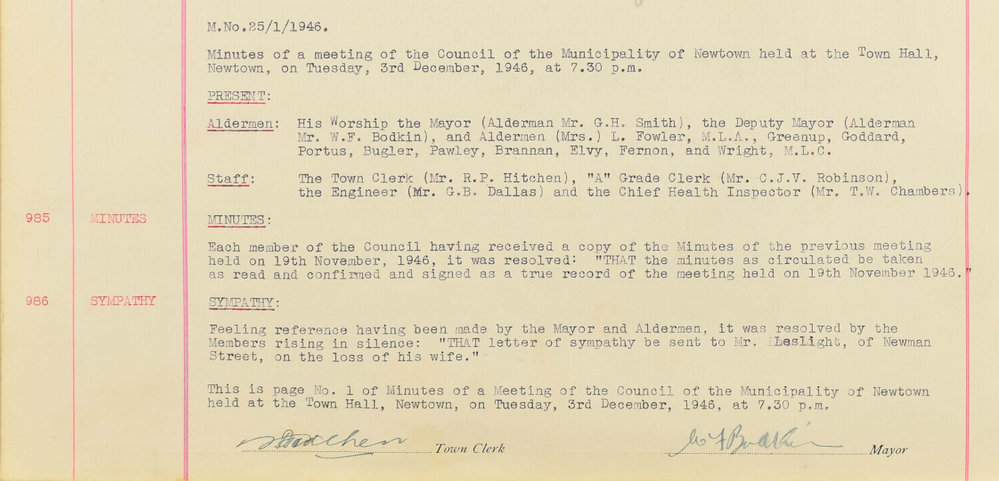 M.No.25/1/1946.
Minutes of a meeting of the Council of the Municipality of Newtown held at the Town Hall,
Newtown, on Tuesday, 3rd December, 1946, at 7.30 p.m.
PRESENT:
Aldermen: His Worship the Mayor (Alderman Mr. G.H. Smith), the Deputy Mayor (Alderman
Mr. W.F. Bodkin), and Aldermen (Mrs.) L. Fowler, M.L.A., Greenup, Goddard,
Portus, Bugler, Pawley, Brannan, Elvy, Fernon, and Wright, M.L.C.
Staff: The Town Clerk (Mr. R.P. Hitchen), "A" Grade Clerk (Mr. C.J.V. Robinson),
the Engineer (Mr. G.B. Dallas) and the Chief Health Inspector (Mr. T.W. Chambers).
985 MINUTES MINUTES:
Each member of the Council having received a copy of the Minutes of the previous meeting
held on 19th November, 1946, it was resolved: "THAT the minutes as circulated be taken
as read and confirmed and signed as a true record of the meeting held on 19th November 1946."
986 SYMPATHY SYMPATHY:
Feeling reference having been made by the Mayor and Aldermen, it was resolved by the
Members rising in silence: "THAT letter of sympathy be sent to Mr. Leslight, of Newman
Street, on the loss of his wife."
This is page No. 1 of Minutes of a Meeting of the Council of the Municipality of Newtown
held at the Town Hall, Newtown, on Tuesday, 3rd December, 1946, at 7.30 p.m.
Town Clerk W F Bodkin Mayor